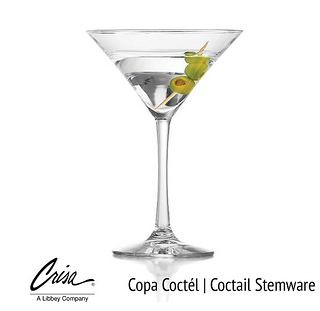 Crisa®
A Libbey Company
Copa Coctél | Coctail Stemware